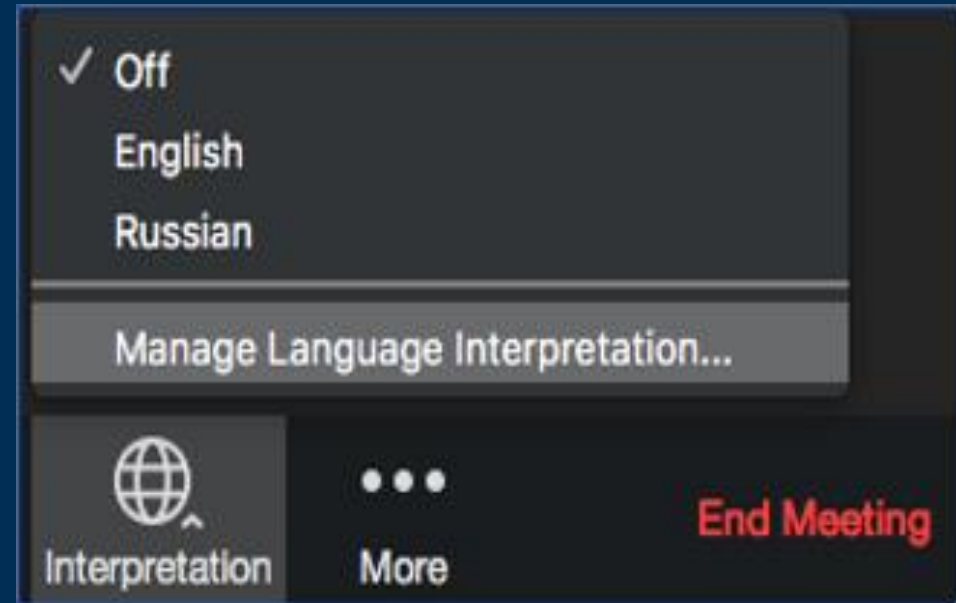 Off
English
Russian
Manage Language Interpretation...
Interpretation
More
End Meeting